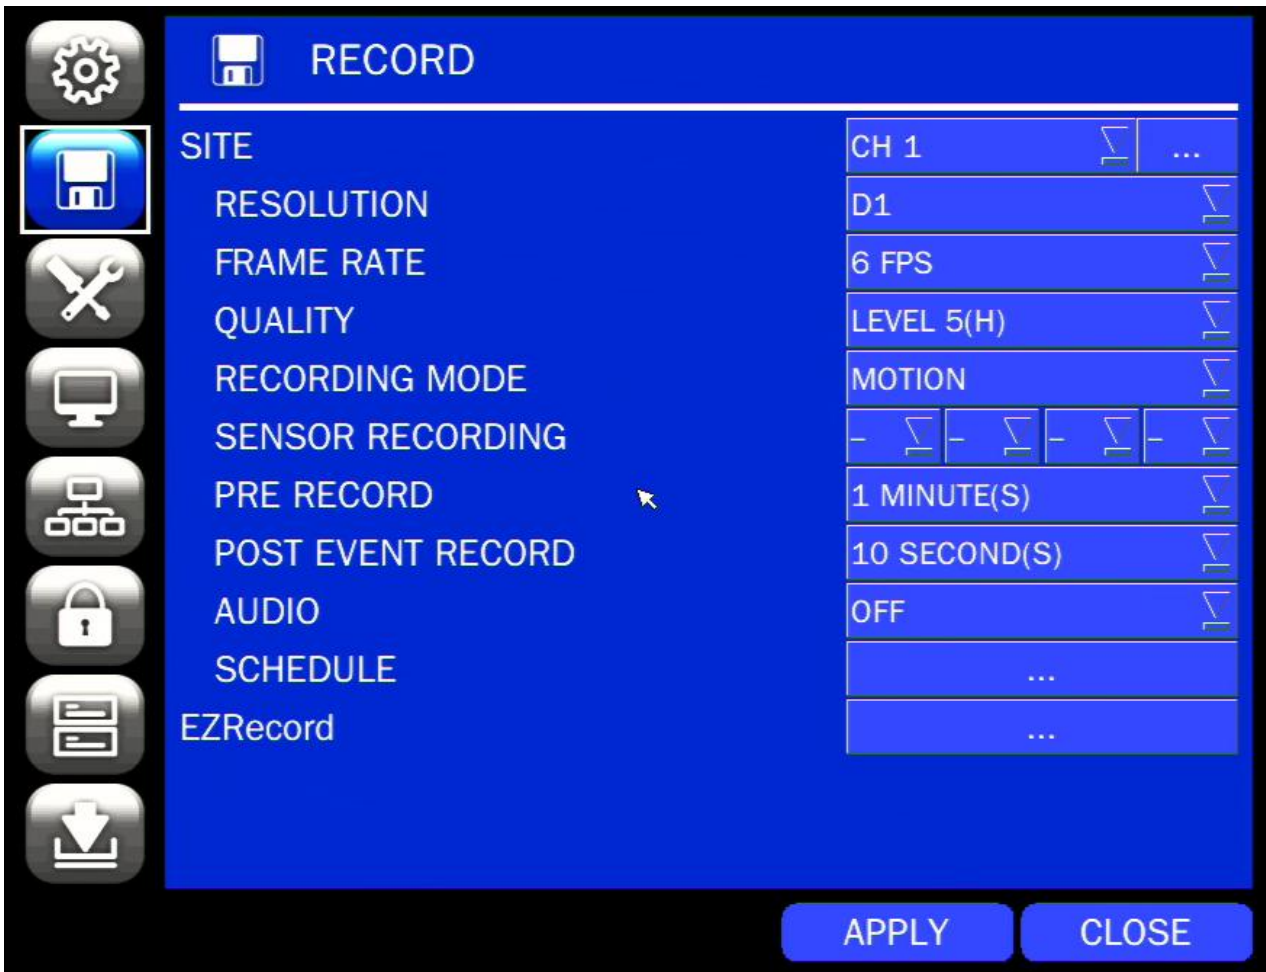 RECORD
SITE CH 1 ...
RESOLUTION D1
FRAME RATE 6 FPS
QUALITY LEVEL 5(H)
RECORDING MODE MOTION
SENSOR RECORDING – – – –
PRE RECORD 1 MINUTE(S)
POST EVENT RECORD 10 SECOND(S)
AUDIO OFF
SCHEDULE ...
EZRecord ...
APPLY CLOSE